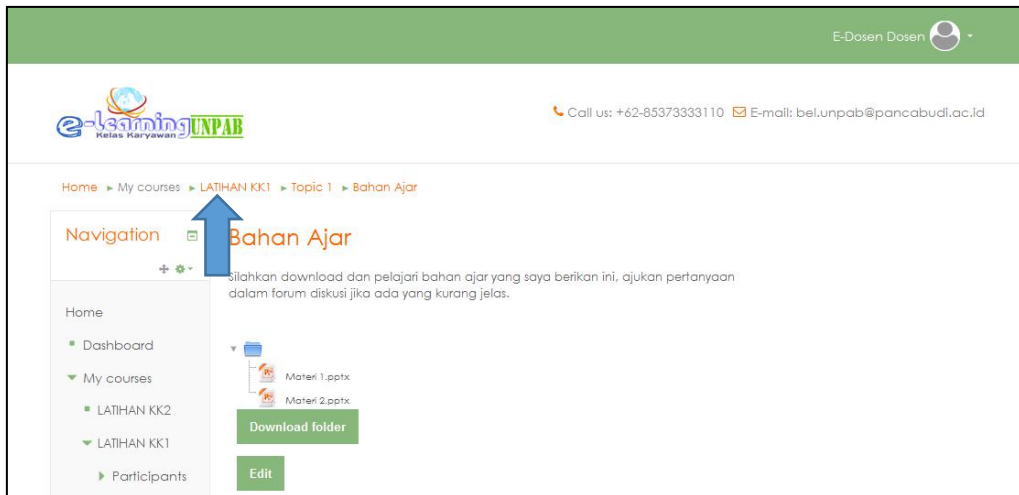 E-Dosen Dosen
e-Learning UNPAB
Kelas Karyawan
Call us: +62-85373333110 E-mail: bel.unpab@pancabudi.ac.id
Home ► My courses ► LATIHAN KK1 ► Topic 1 ► Bahan Ajar
Navigation
Bahan Ajar
Silahkan download dan pelajari bahan ajar yang saya berikan ini, ajukan pertanyaan
dalam forum diskusi jika ada yang kurang jelas.
Home
Dashboard
My courses
LATIHAN KK2
LATIHAN KK1
Participants
Materi 1.pptx
Materi 2.pptx
Download folder
Edit